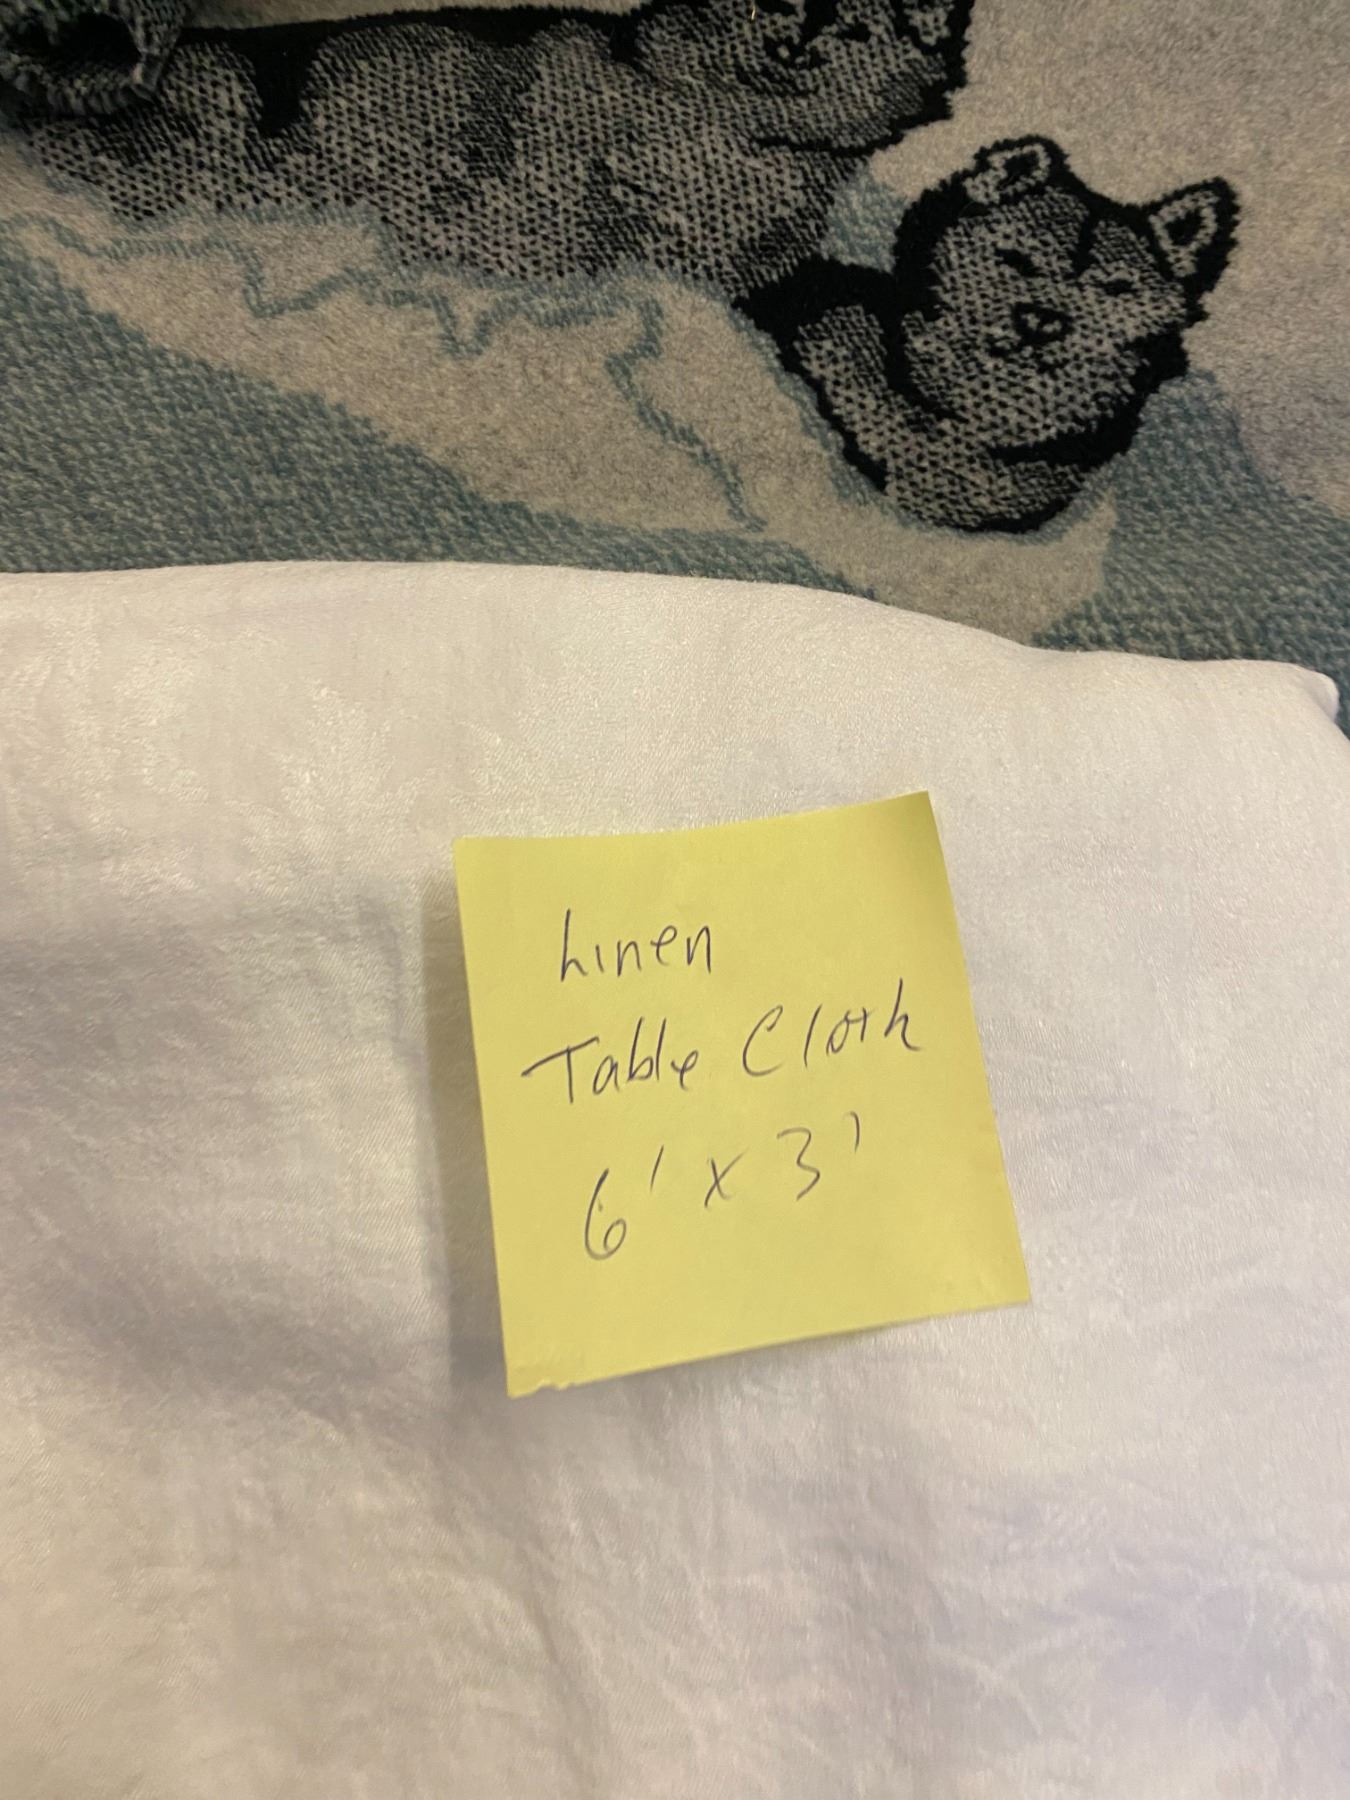 Linen
Table Cloth
6' x 3'